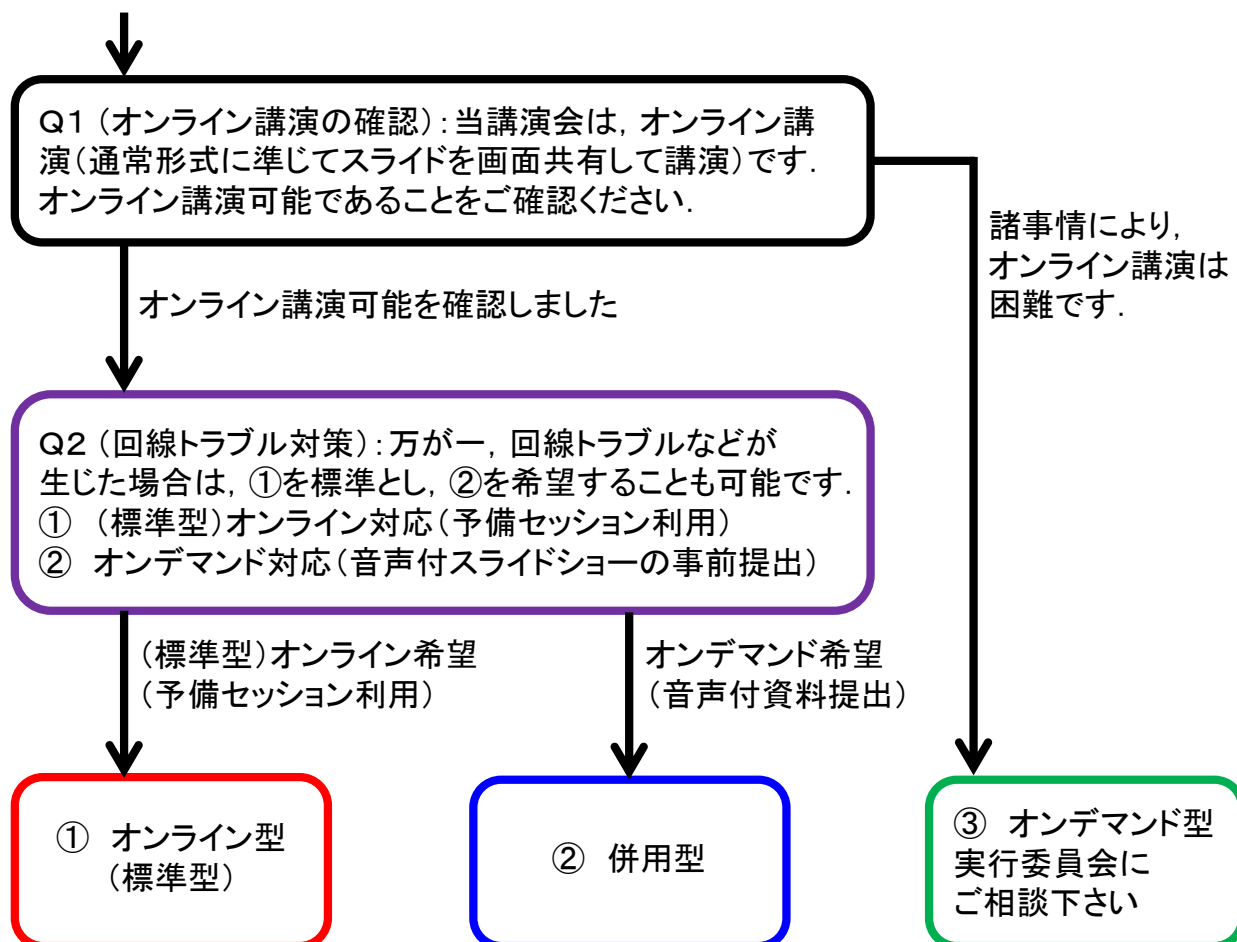 Q1（オンライン講演の確認）：当講演会は，オンライン講
演（通常形式に準じてスライドを画面共有して講演）です．
オンライン講演可能であることをご確認ください．
諸事情により，
オンライン講演は
困難です．
オンライン講演可能を確認しました
Q2（回線トラブル対策）：万が一，回線トラブルなどが
生じた場合は，①を標準とし，②を希望することも可能です．
①　（標準型）オンライン対応（予備セッション利用）
②　オンデマンド対応（音声付スライドショーの事前提出）
（標準型）オンライン希望
（予備セッション利用）
オンデマンド希望
（音声付資料提出）
①　オンライン型
（標準型）
②　併用型
③　オンデマンド型
実行委員会に
ご相談下さい